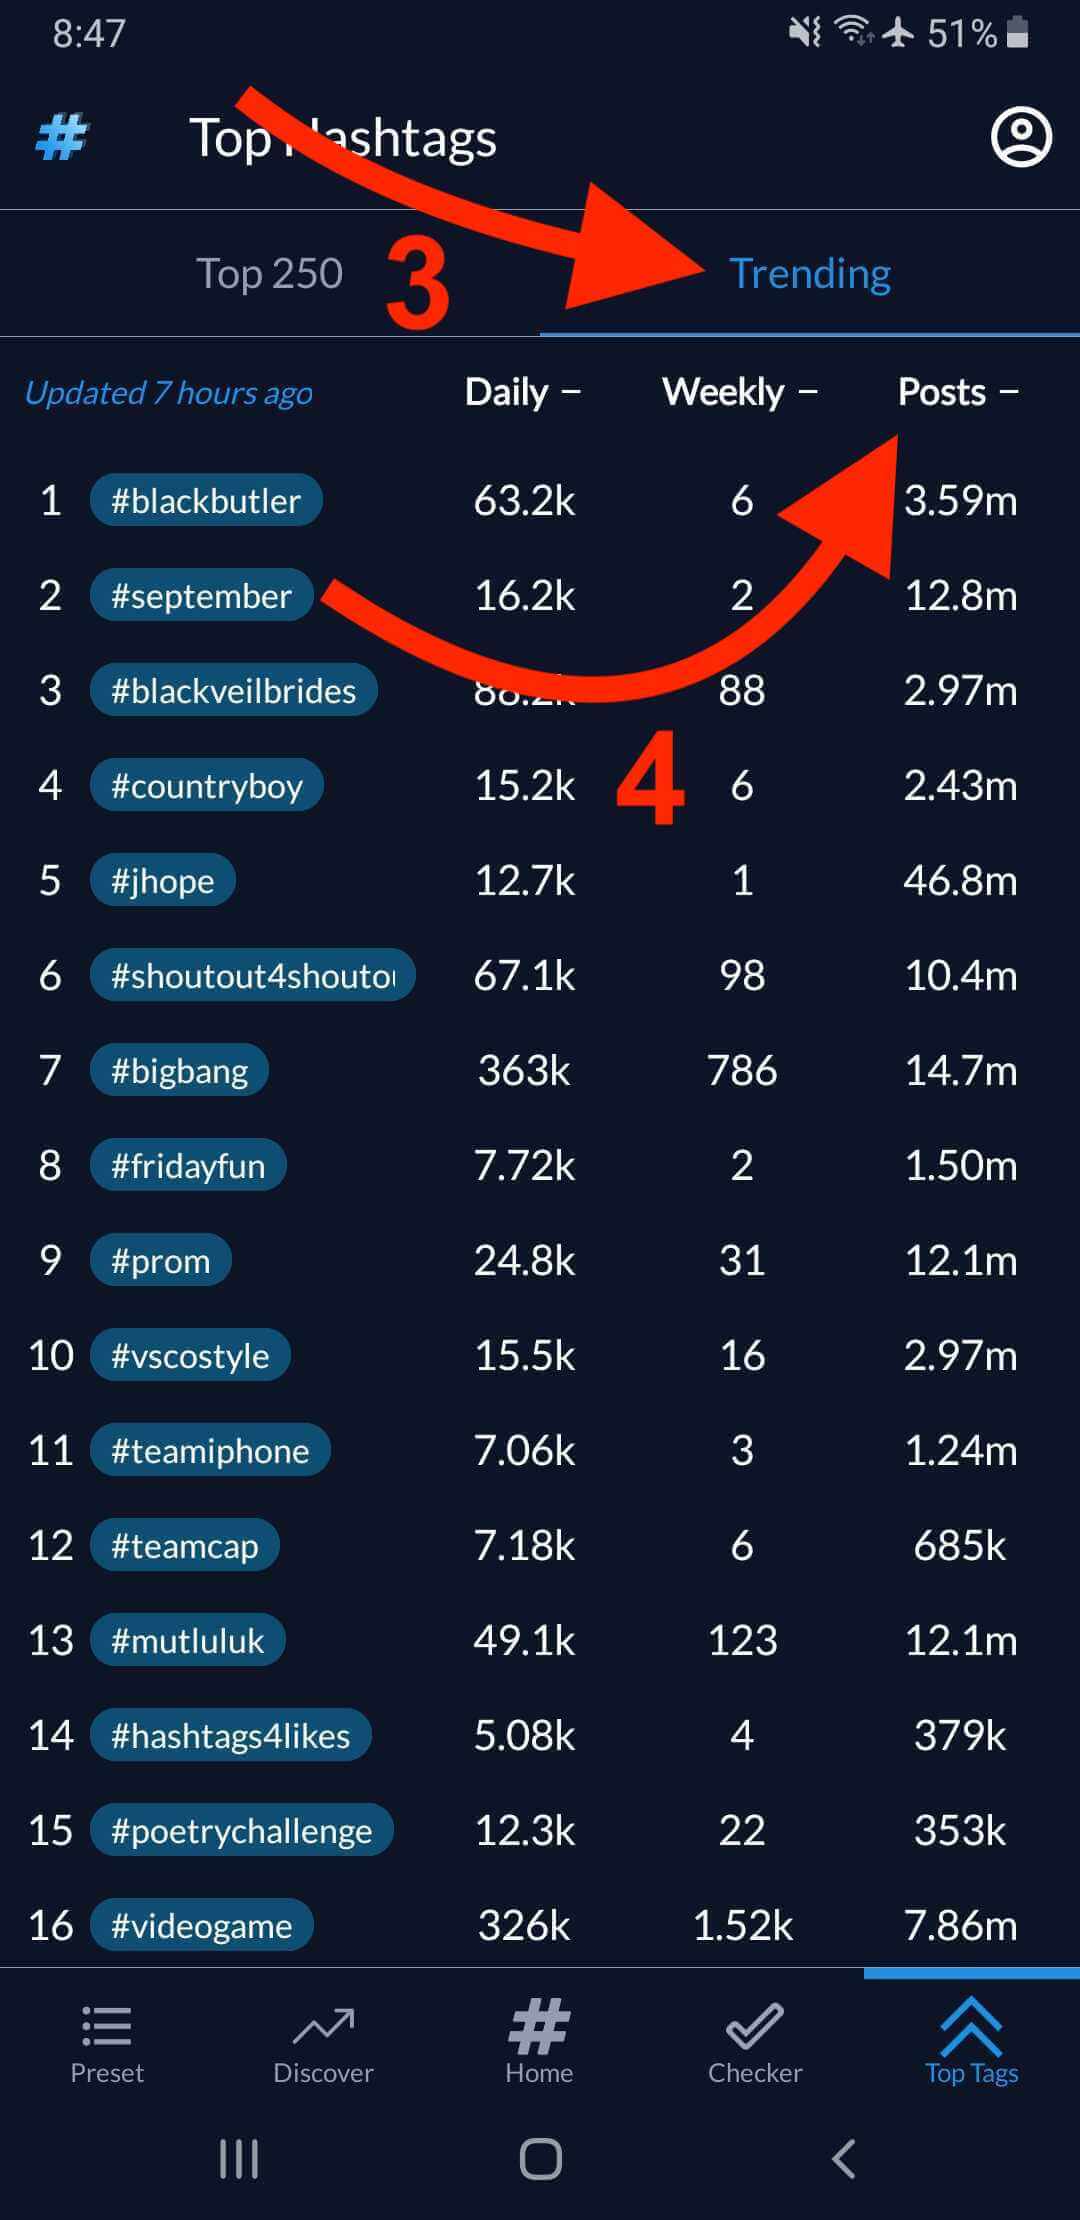 8:47 51%
# Top Hashtags
Top 250 3 Trending
Updated 7 hours ago Daily – Weekly – Posts –
1 #blackbutler 63.2k 6 3.59m
2 #september 16.2k 2 12.8m
3 #blackveilbrides 88 2.97m
4 #countryboy 15.2k 4 6 2.43m
5 #jhope 12.7k 1 46.8m
6 #shoutout4shouto 67.1k 98 10.4m
7 #bigbang 363k 786 14.7m
8 #fridayfun 7.72k 2 1.50m
9 #prom 24.8k 31 12.1m
10 #vscostyle 15.5k 16 2.97m
11 #teamiphone 7.06k 3 1.24m
12 #teamcap 7.18k 6 685k
13 #mutluluk 49.1k 123 12.1m
14 #hashtags4likes 5.08k 4 379k
15 #poetrychallenge 12.3k 22 353k
16 #videogame 326k 1.52k 7.86m
Preset Discover Home Checker Top Tags